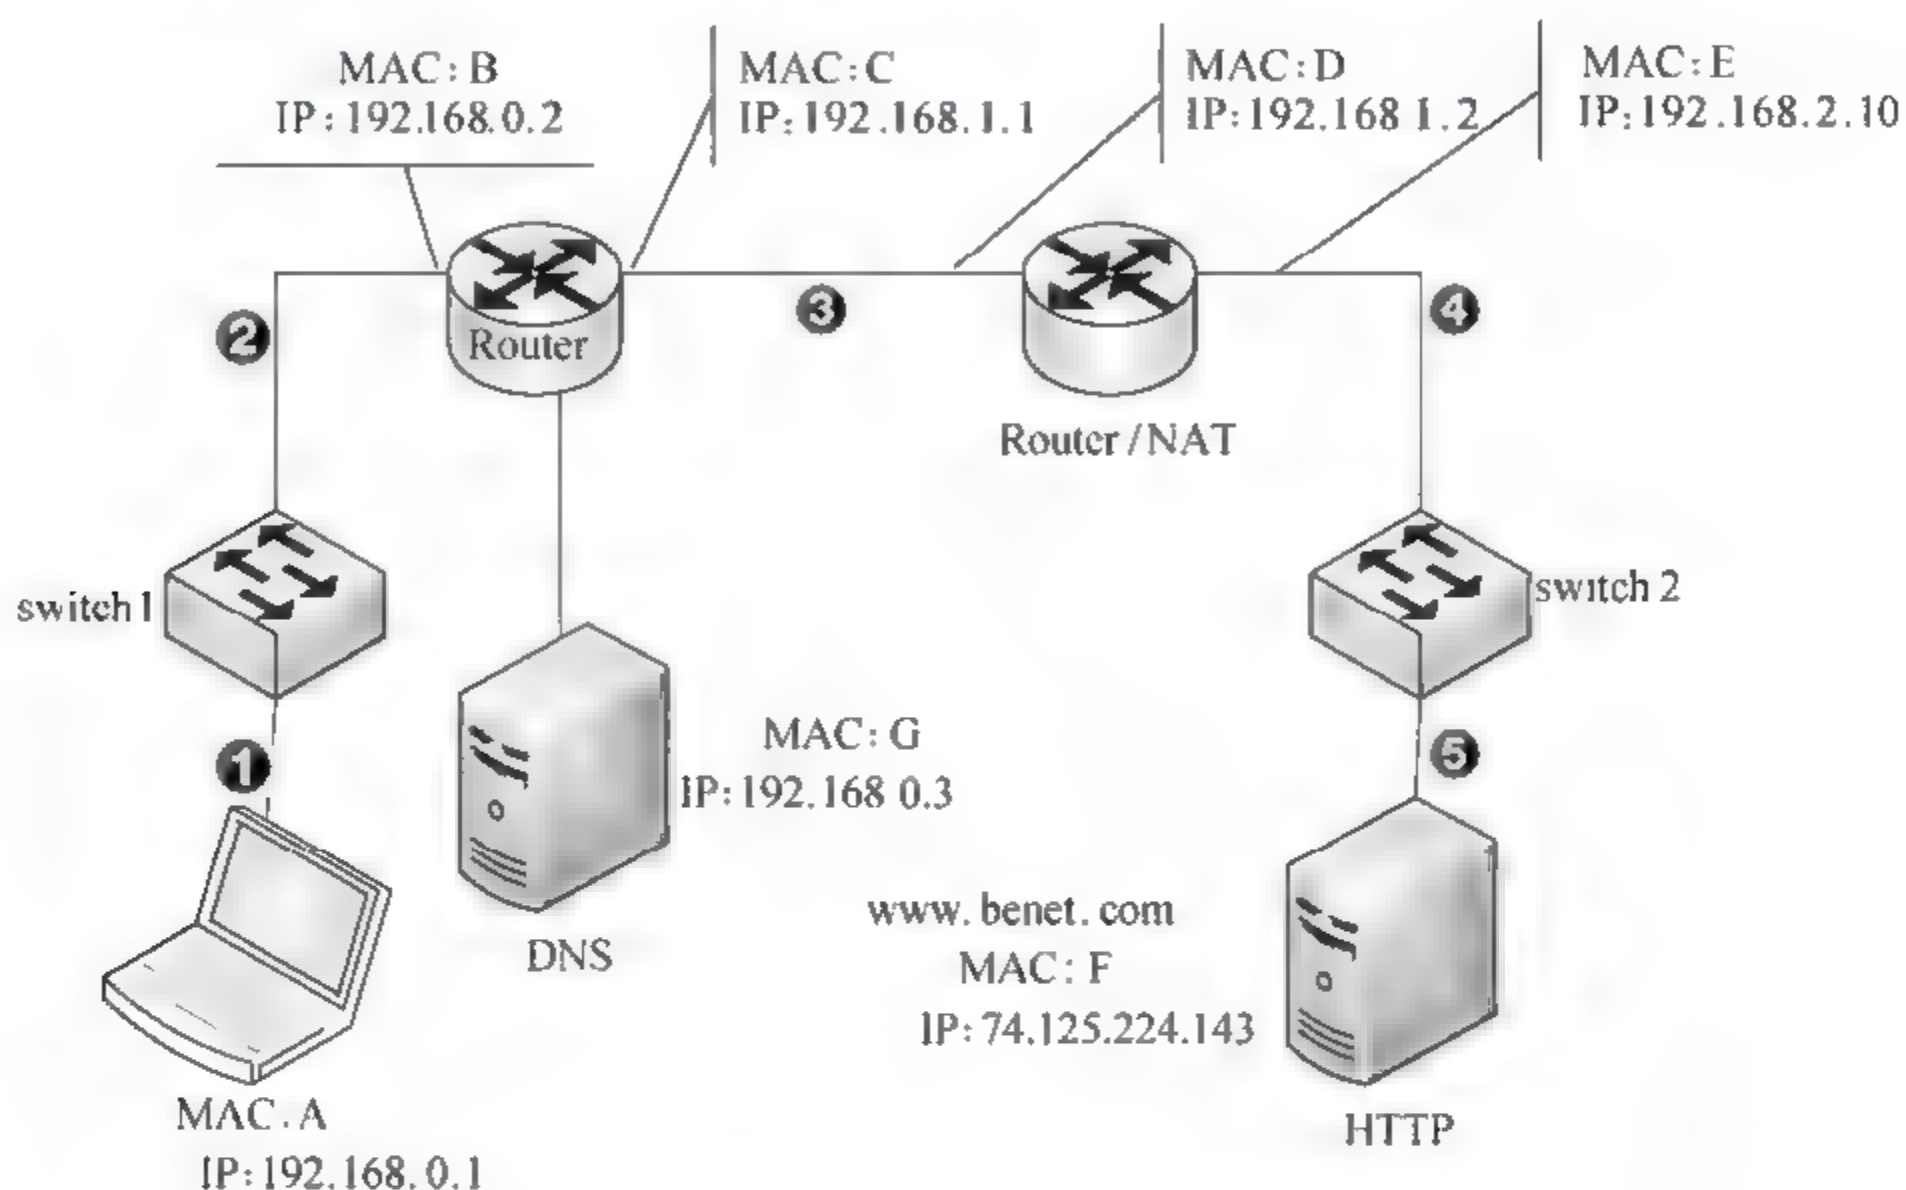 MAC:B
IP:192.168.0.2
MAC:C
IP:192.168.1.1
MAC:D
IP:192.168 1.2
MAC:E
IP:192.168.2.10
2
Router
3
4
Router/NAT
switch1
switch 2
1
MAC:G
IP:192.168 0.3
5
DNS
www.benet.com
MAC:F
IP:74.125.224.143
MAC.A
IP:192.168.0.1
HTTP